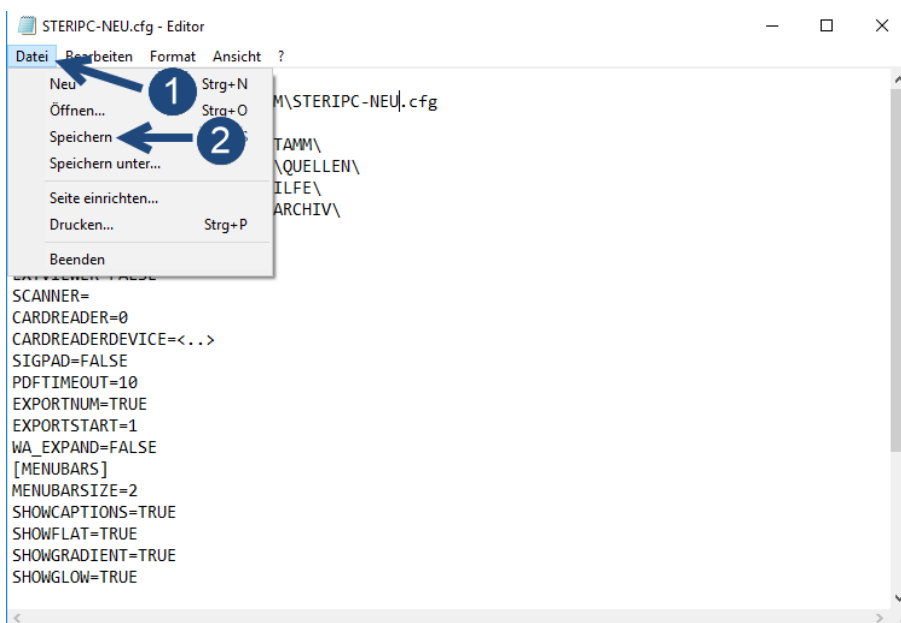 STERIPC-NEU.cfg - Editor
Datei Bearbeiten Format Ansicht ?
Neu Strg+N
1
Öffnen... Strg+O
M\STERIPC-NEU.cfg
Speichern 2 S
TAMM\
Speichern unter...
\QUELLEN\
ILFE\
Seite einrichten...
ARCHIV\
Drucken... Strg+P
Beenden
EXTVIEWER=FALSE
SCANNER=
CARDREADER=0
CARDREADERDEVICE=<..>
SIGPAD=FALSE
PDFTIMEOUT=10
EXPORTNUM=TRUE
EXPORTSTART=1
WA_EXPAND=FALSE
[MENUBARS]
MENUBARSIZE=2
SHOWCAPTIONS=TRUE
SHOWFLAT=TRUE
SHOWGRADIENT=TRUE
SHOWGLOW=TRUE